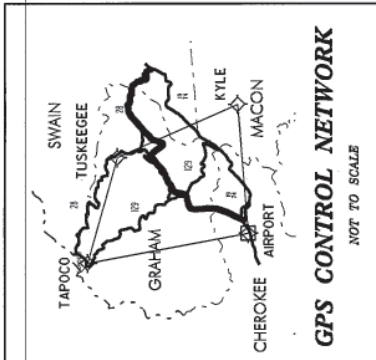 SWAIN
TUSKEEGEE
TAPOCO
28
28
129
129
GRAHAM
KYLE
MACON
AIRPORT
CHEROKEE
GPS CONTROL NETWORK
NOT TO SCALE